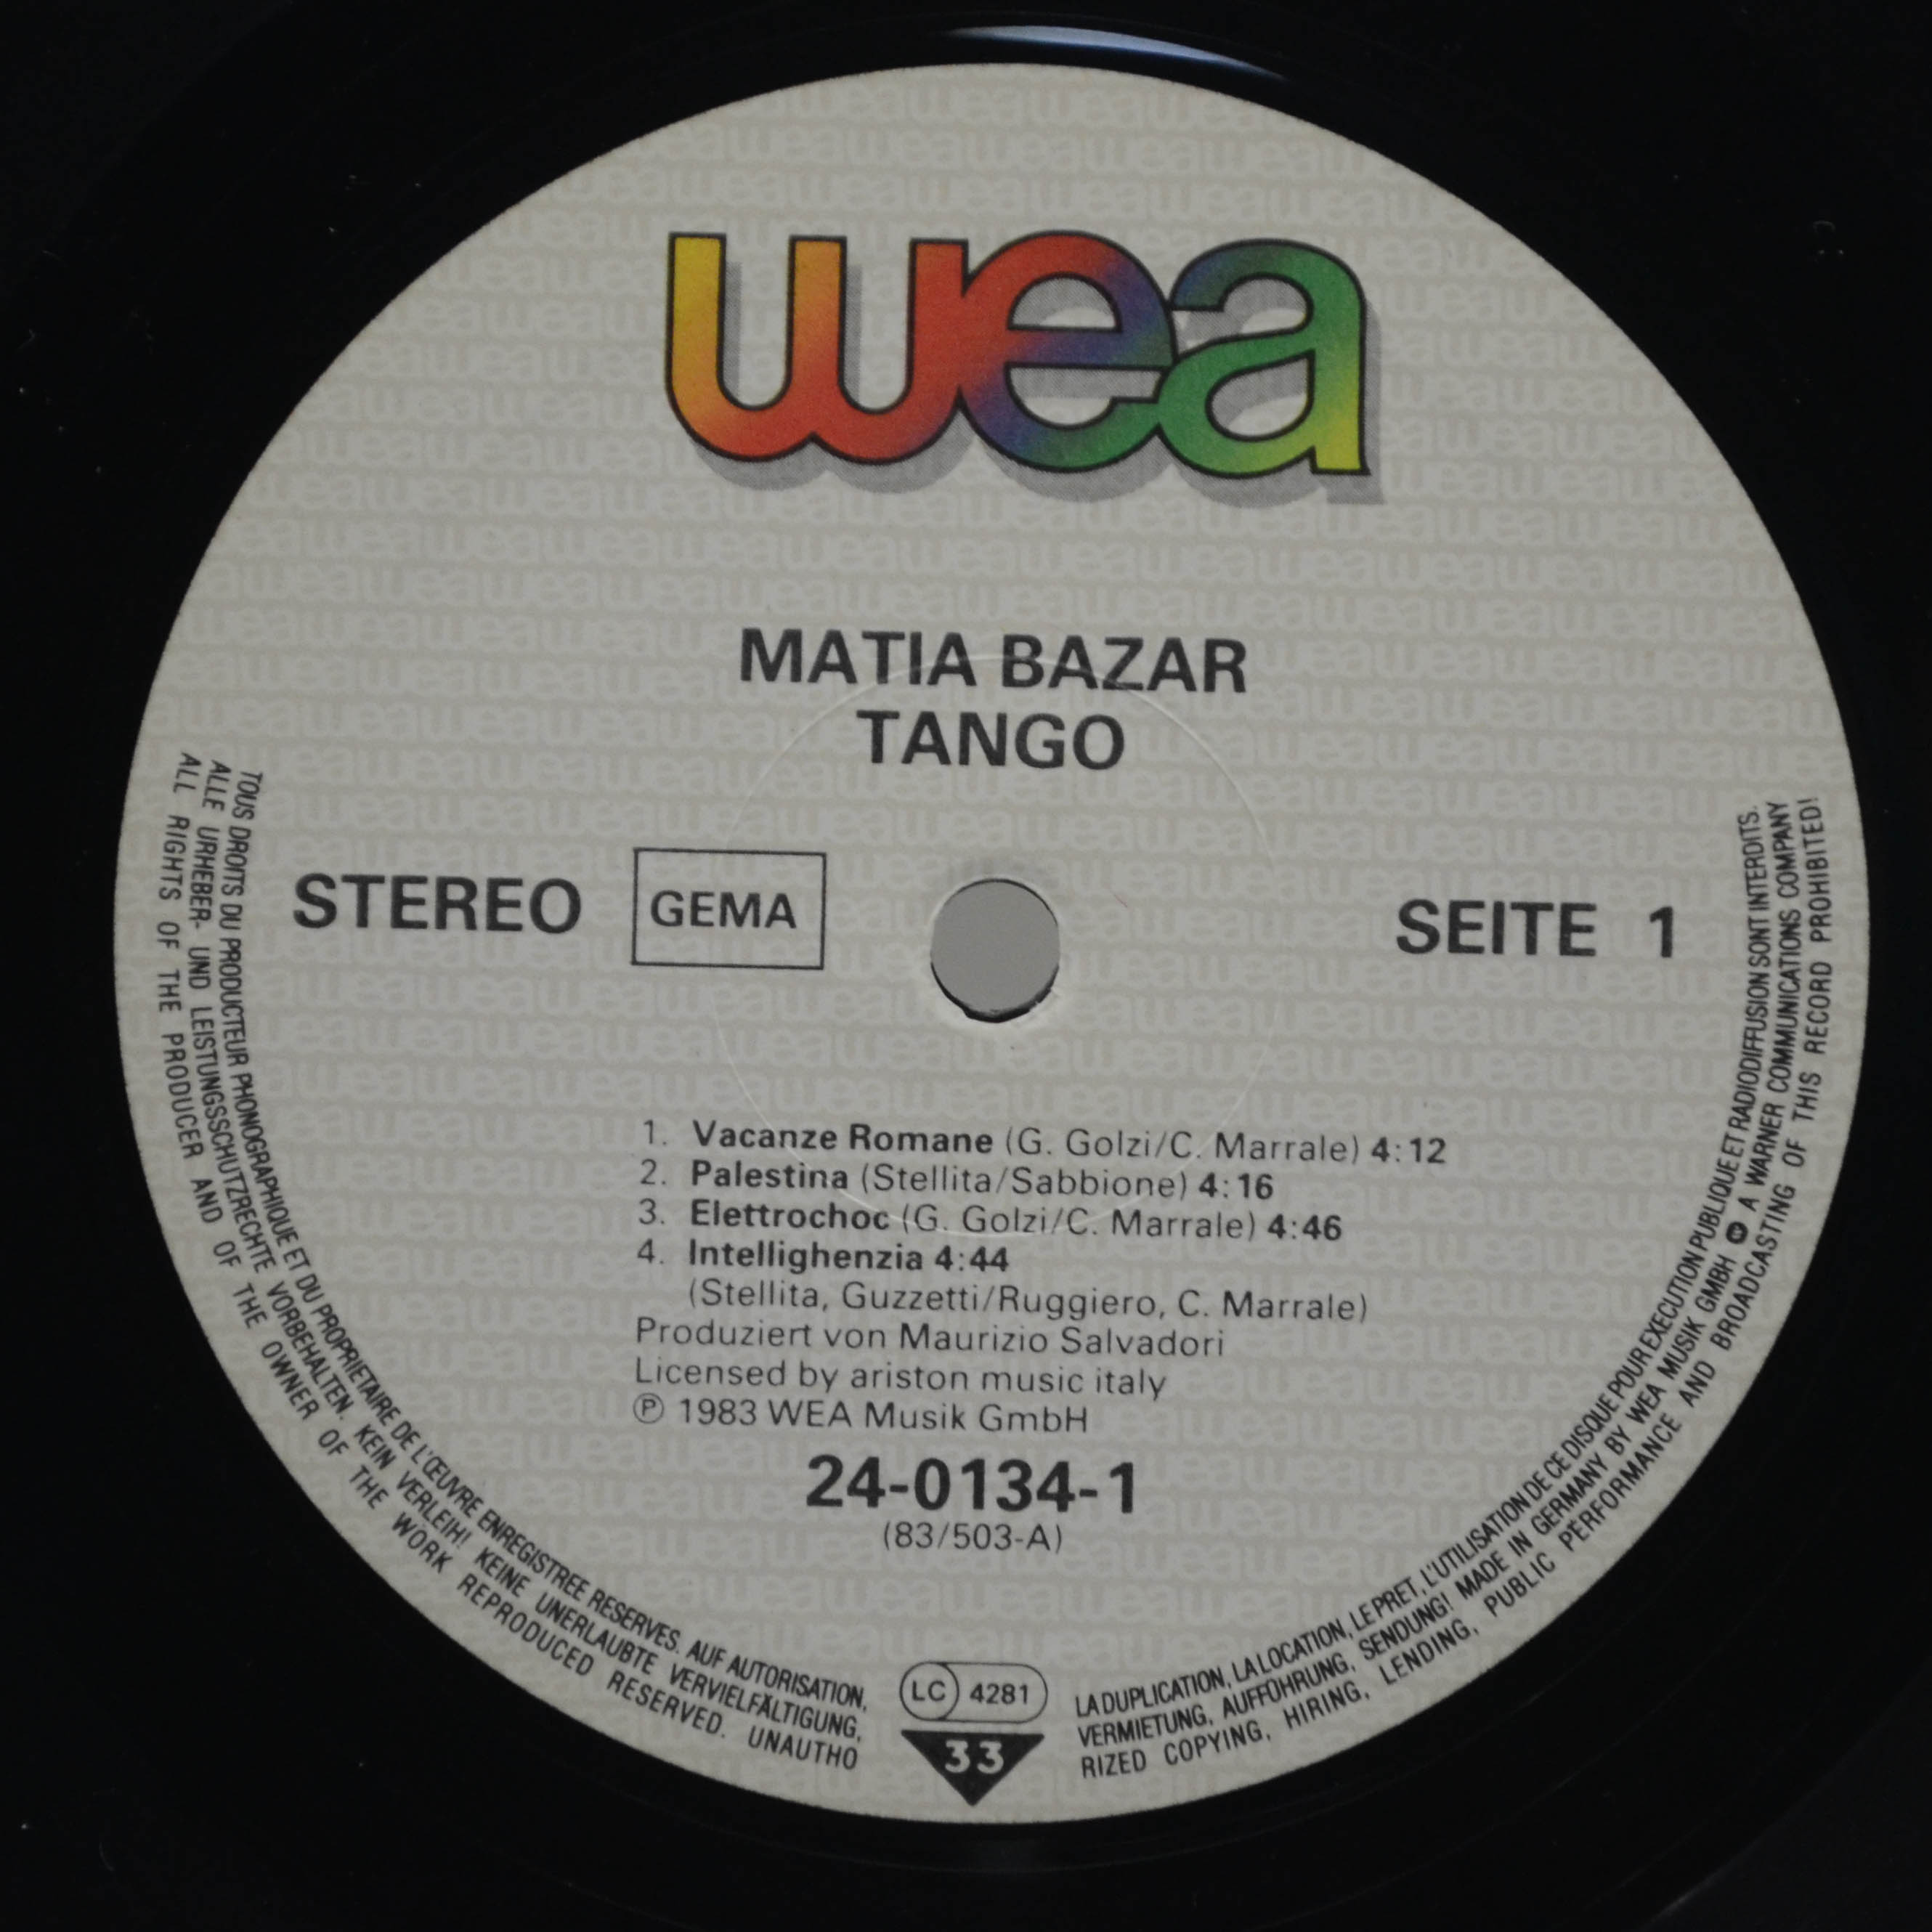 wea
MATIA BAZAR
TANGO
STEREO GEMA SEITE 1
1. Vacanze Romane (G. Golzi/C. Marrale) 4:12
2. Palestina (Stellita/Sabbione) 4:16
3. Elettrochoc (G. Golzi/C. Marrale) 4:46
4. Intellighenzia 4:44
(Stellita, Guzzetti/Ruggiero, C. Marrale)
Produziert von Maurizio Salvadori
Licensed by ariston music italy
℗ 1983 WEA Musik GmbH
24-0134-1
(83/503-A)
LC 4281
33
TOUS DROITS DU PRODUCTEUR PHONOGRAPHIQUE ET DU PROPRIETAIRE DE L'ŒUVRE ENREGISTREE RESERVES. AUF AUTORISATION, LA DUPLICATION, LA LOCATION, LE PRET, L'UTILISATION DE CE DISQUE POUR EXECUTION PUBLIQUE ET RADIODIFFUSION SONT INTERDITS.
ALLE URHEBER- UND LEISTUNGSSCHUTZRECHTE VORBEHALTEN. KEIN VERLEIH! KEINE UNERLAUBTE VERVIELFÄLTIGUNG, VERMIETUNG, AUFFÜHRUNG, SENDUNG! MADE IN GERMANY BY WEA MUSIK GMBH A WARNER COMMUNICATIONS COMPANY
ALL RIGHTS OF THE PRODUCER AND OF THE OWNER OF THE WORK REPRODUCED RESERVED. UNAUTHORIZED COPYING, HIRING, LENDING, PUBLIC PERFORMANCE AND BROADCASTING OF THIS RECORD PROHIBITED!